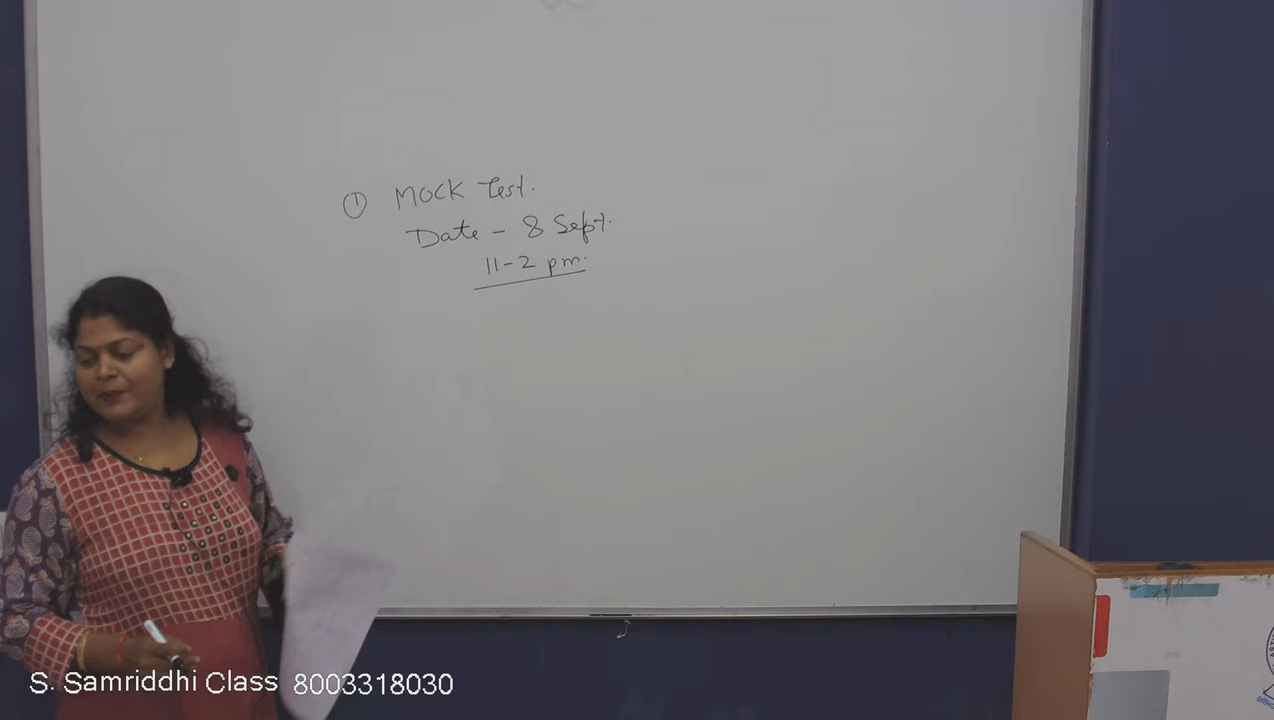 ① MOCK Test.
Date - 8 Sept.
11-2 pm.
S. Samriddhi Class 8003318030